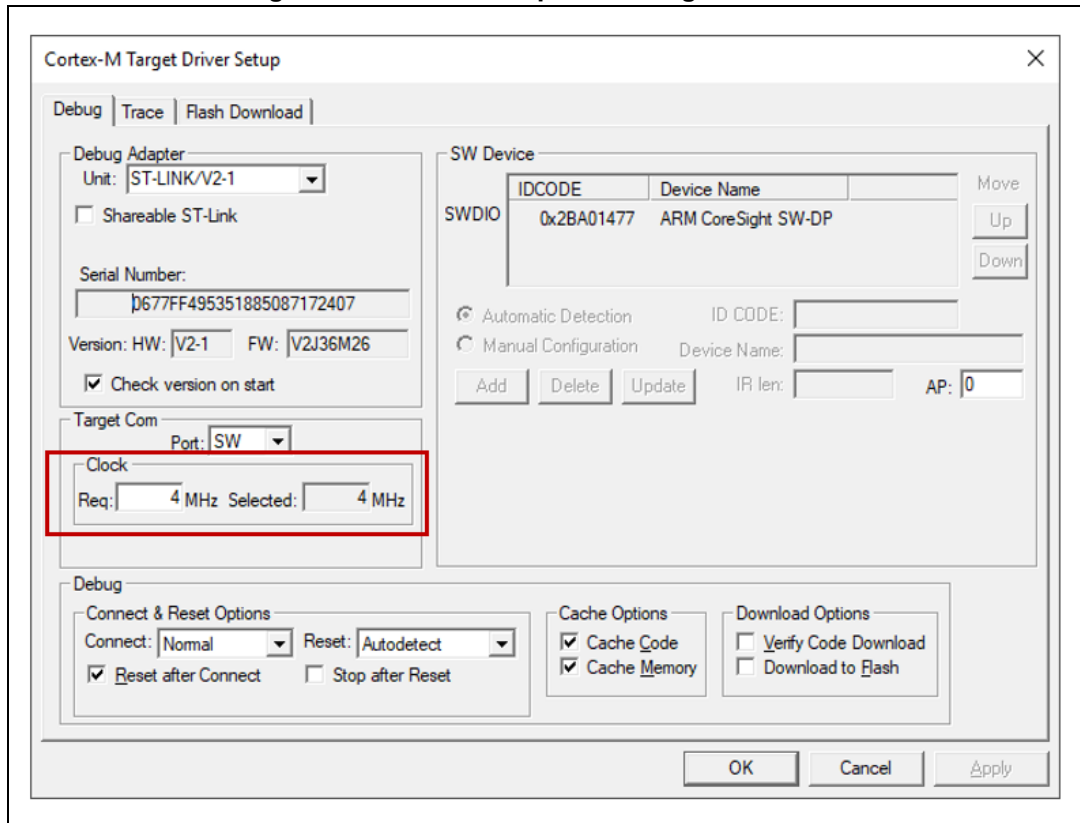 Cortex-M Target Driver Setup
Debug Trace Flash Download
Debug Adapter
Unit: ST-LINK/V2-1
Shareable ST-Link
Serial Number:
0677FF495351885087172407
Version: HW: V2-1 FW: V2J36M26
Check version on start
Target Com
Port: SW
Clock
Req: 4 MHz Selected: 4 MHz
SW Device
IDCODE Device Name Move
SWDIO 0x2BA01477 ARM CoreSight SW-DP Up
Down
Automatic Detection ID CODE:
Manual Configuration Device Name:
Add Delete Update IR len: AP: 0
Debug
Connect & Reset Options
Connect: Normal Reset: Autodetect
Reset after Connect Stop after Reset
Cache Options
Cache Code
Cache Memory
Download Options
Verify Code Download
Download to Flash
OK Cancel Apply